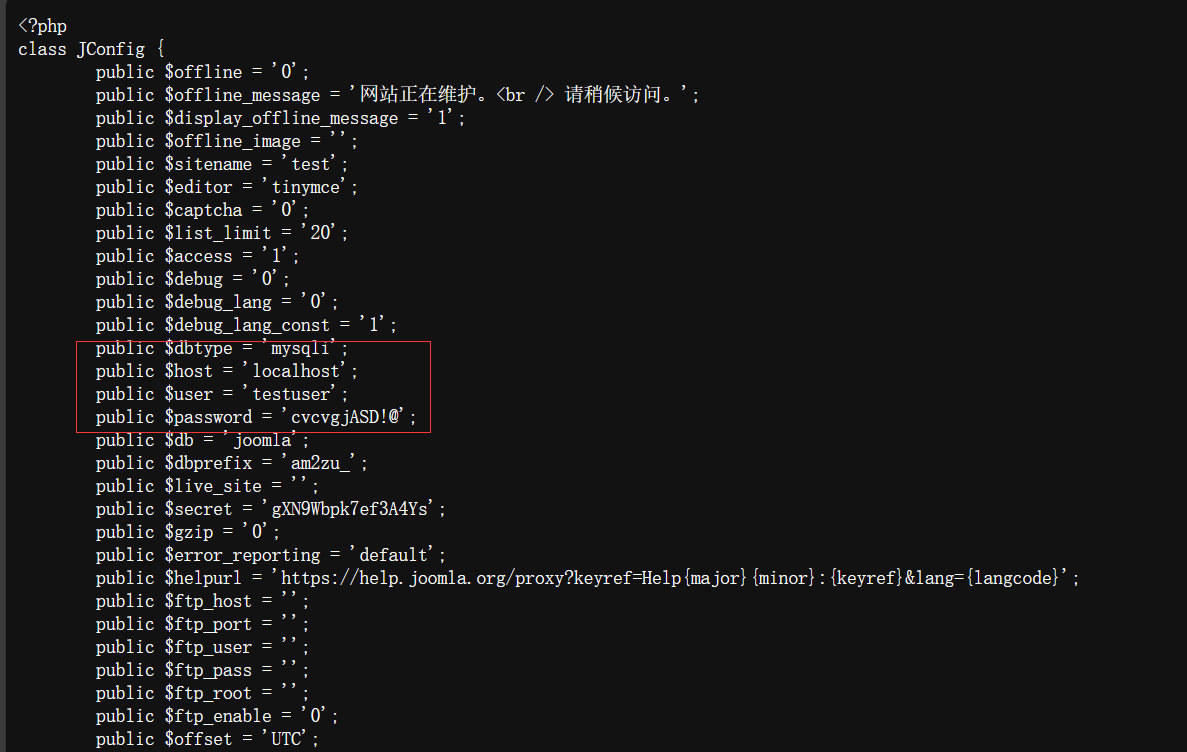 <?php
class JConfig {
public $offline = '0';
public $offline_message = '网站正在维护。<br /> 请稍候访问。';
public $display_offline_message = '1';
public $offline_image = '';
public $sitename = 'test';
public $editor = 'tinymce';
public $captcha = '0';
public $list_limit = '20';
public $access = '1';
public $debug = '0';
public $debug_lang = '0';
public $debug_lang_const = '1';
public $dbtype = 'mysqli';
public $host = 'localhost';
public $user = 'testuser';
public $password = 'cvcvgjASD!@';
public $db = 'joomla';
public $dbprefix = 'am2zu_';
public $live_site = '';
public $secret = 'gXN9Wbpk7ef3A4Ys';
public $gzip = '0';
public $error_reporting = 'default';
public $helpurl = 'https://help.joomla.org/proxy?keyref=Help{major}{minor}:{keyref}&lang={langcode}';
public $ftp_host = '';
public $ftp_port = '';
public $ftp_user = '';
public $ftp_pass = '';
public $ftp_root = '';
public $ftp_enable = '0';
public $offset = 'UTC';